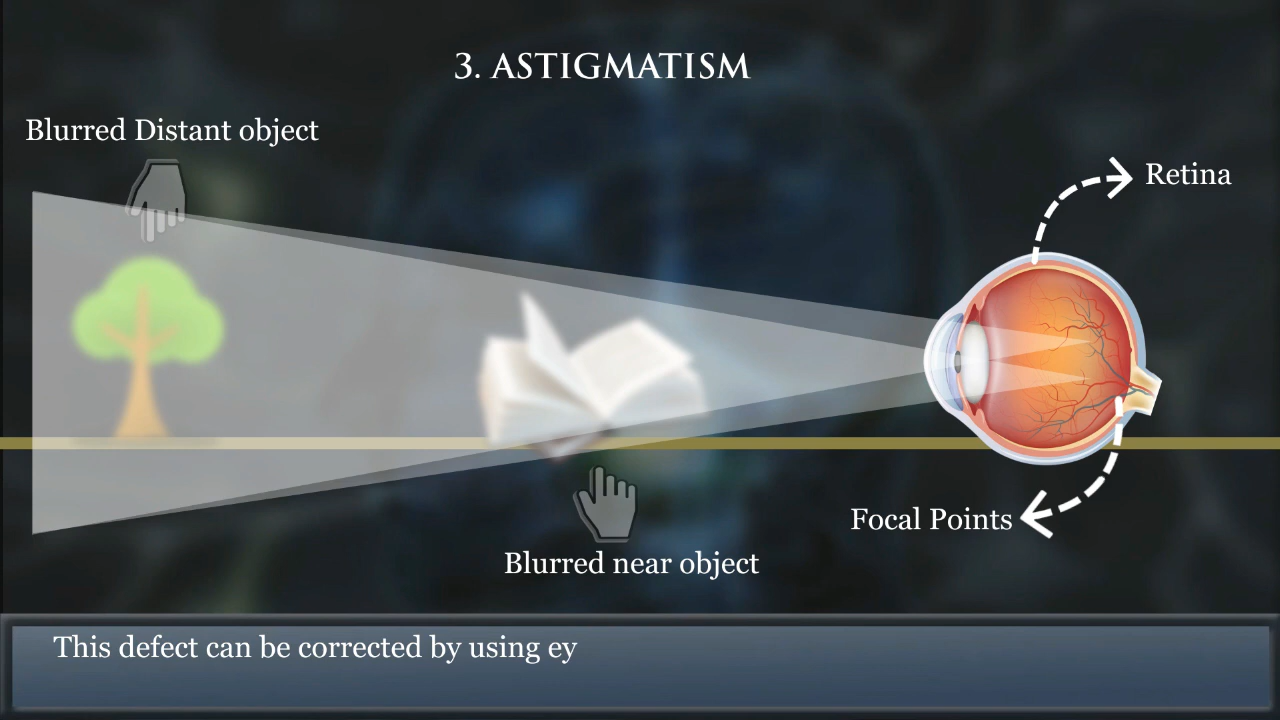 3. ASTIGMATISM
Blurred Distant object
Retina
Focal Points
Blurred near object
This defect can be corrected by using ey